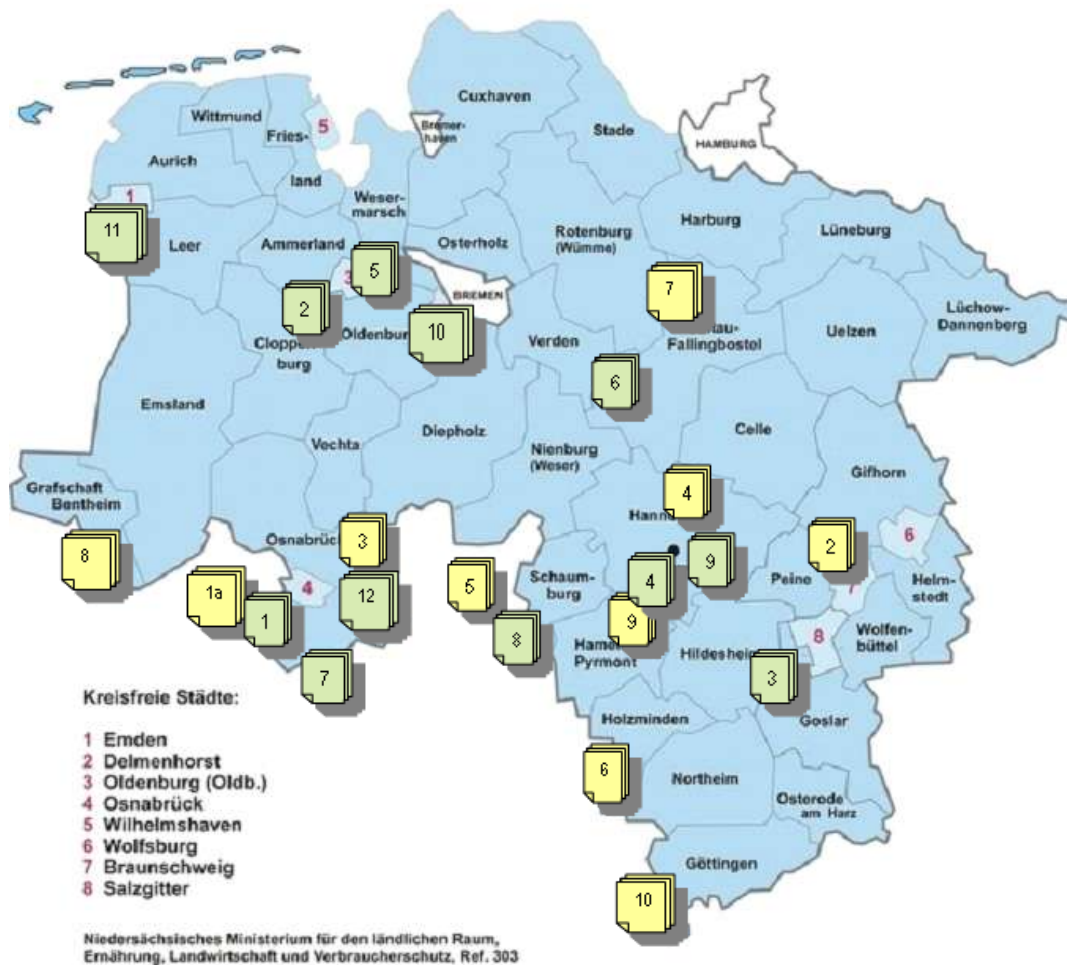 Cuxhaven
Wittmund
Fries-
5
Bremer-
haven
Stade
HAMBURG
Aurich
land
1
Weser-
marsch
Harburg
Lüneburg
11
Leer
Ammerland
Osterholz
Rotenburg
(Wümme)
3
5
BREMEN
7
Lüchow-
Dannenberg
2
Oldenbur
10
Uelzen
Clopp
burg
Verden
Fallingbostel
6
Emsland
Vechta
Diepholz
Celle
Nienburg
(Weser)
Gifhorn
Grafschaft
Bentheim
4
Hanno
6
8
Osnabrück
3
2
9
1a
4
12
5
Schaum-
burg
4
Peine
7
Helm-
stedt
1
9
8
8
Wolfen-
büttel
Hamel
Pyrmont
Hildesheim
7
3
Kreisfreie Städte:
Holzminden
Goslar
1 Emden
2 Delmenhorst
3 Oldenburg (Oldb.)
4 Osnabrück
5 Wilhelmshaven
6 Wolfsburg
7 Braunschweig
8 Salzgitter
6
Northeim
Osterode
am Harz
Göttingen
10
Niedersächsisches Ministerium für den ländlichen Raum,
Ernährung, Landwirtschaft und Verbraucherschutz, Ref. 303